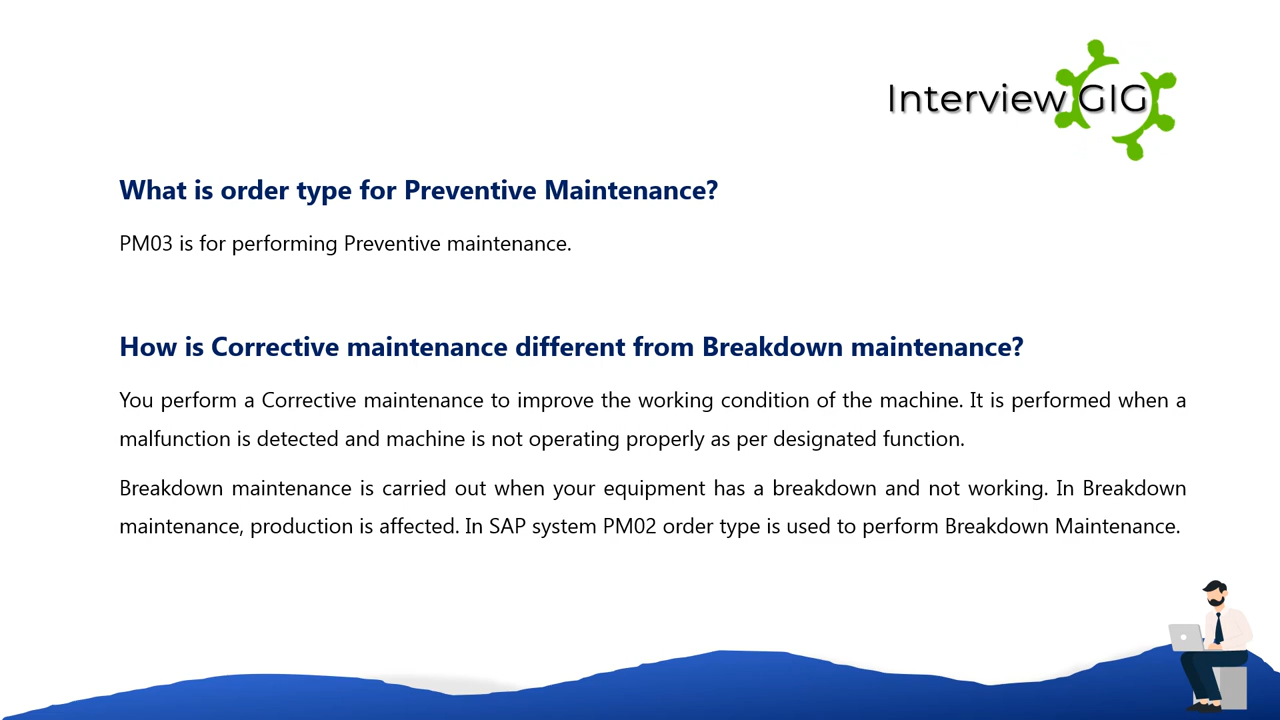 Interview GIG
What is order type for Preventive Maintenance?
PM03 is for performing Preventive maintenance.
How is Corrective maintenance different from Breakdown maintenance?
You perform a Corrective maintenance to improve the working condition of the machine. It is performed when a
malfunction is detected and machine is not operating properly as per designated function.
Breakdown maintenance is carried out when your equipment has a breakdown and not working. In Breakdown
maintenance, production is affected. In SAP system PM02 order type is used to perform Breakdown Maintenance.